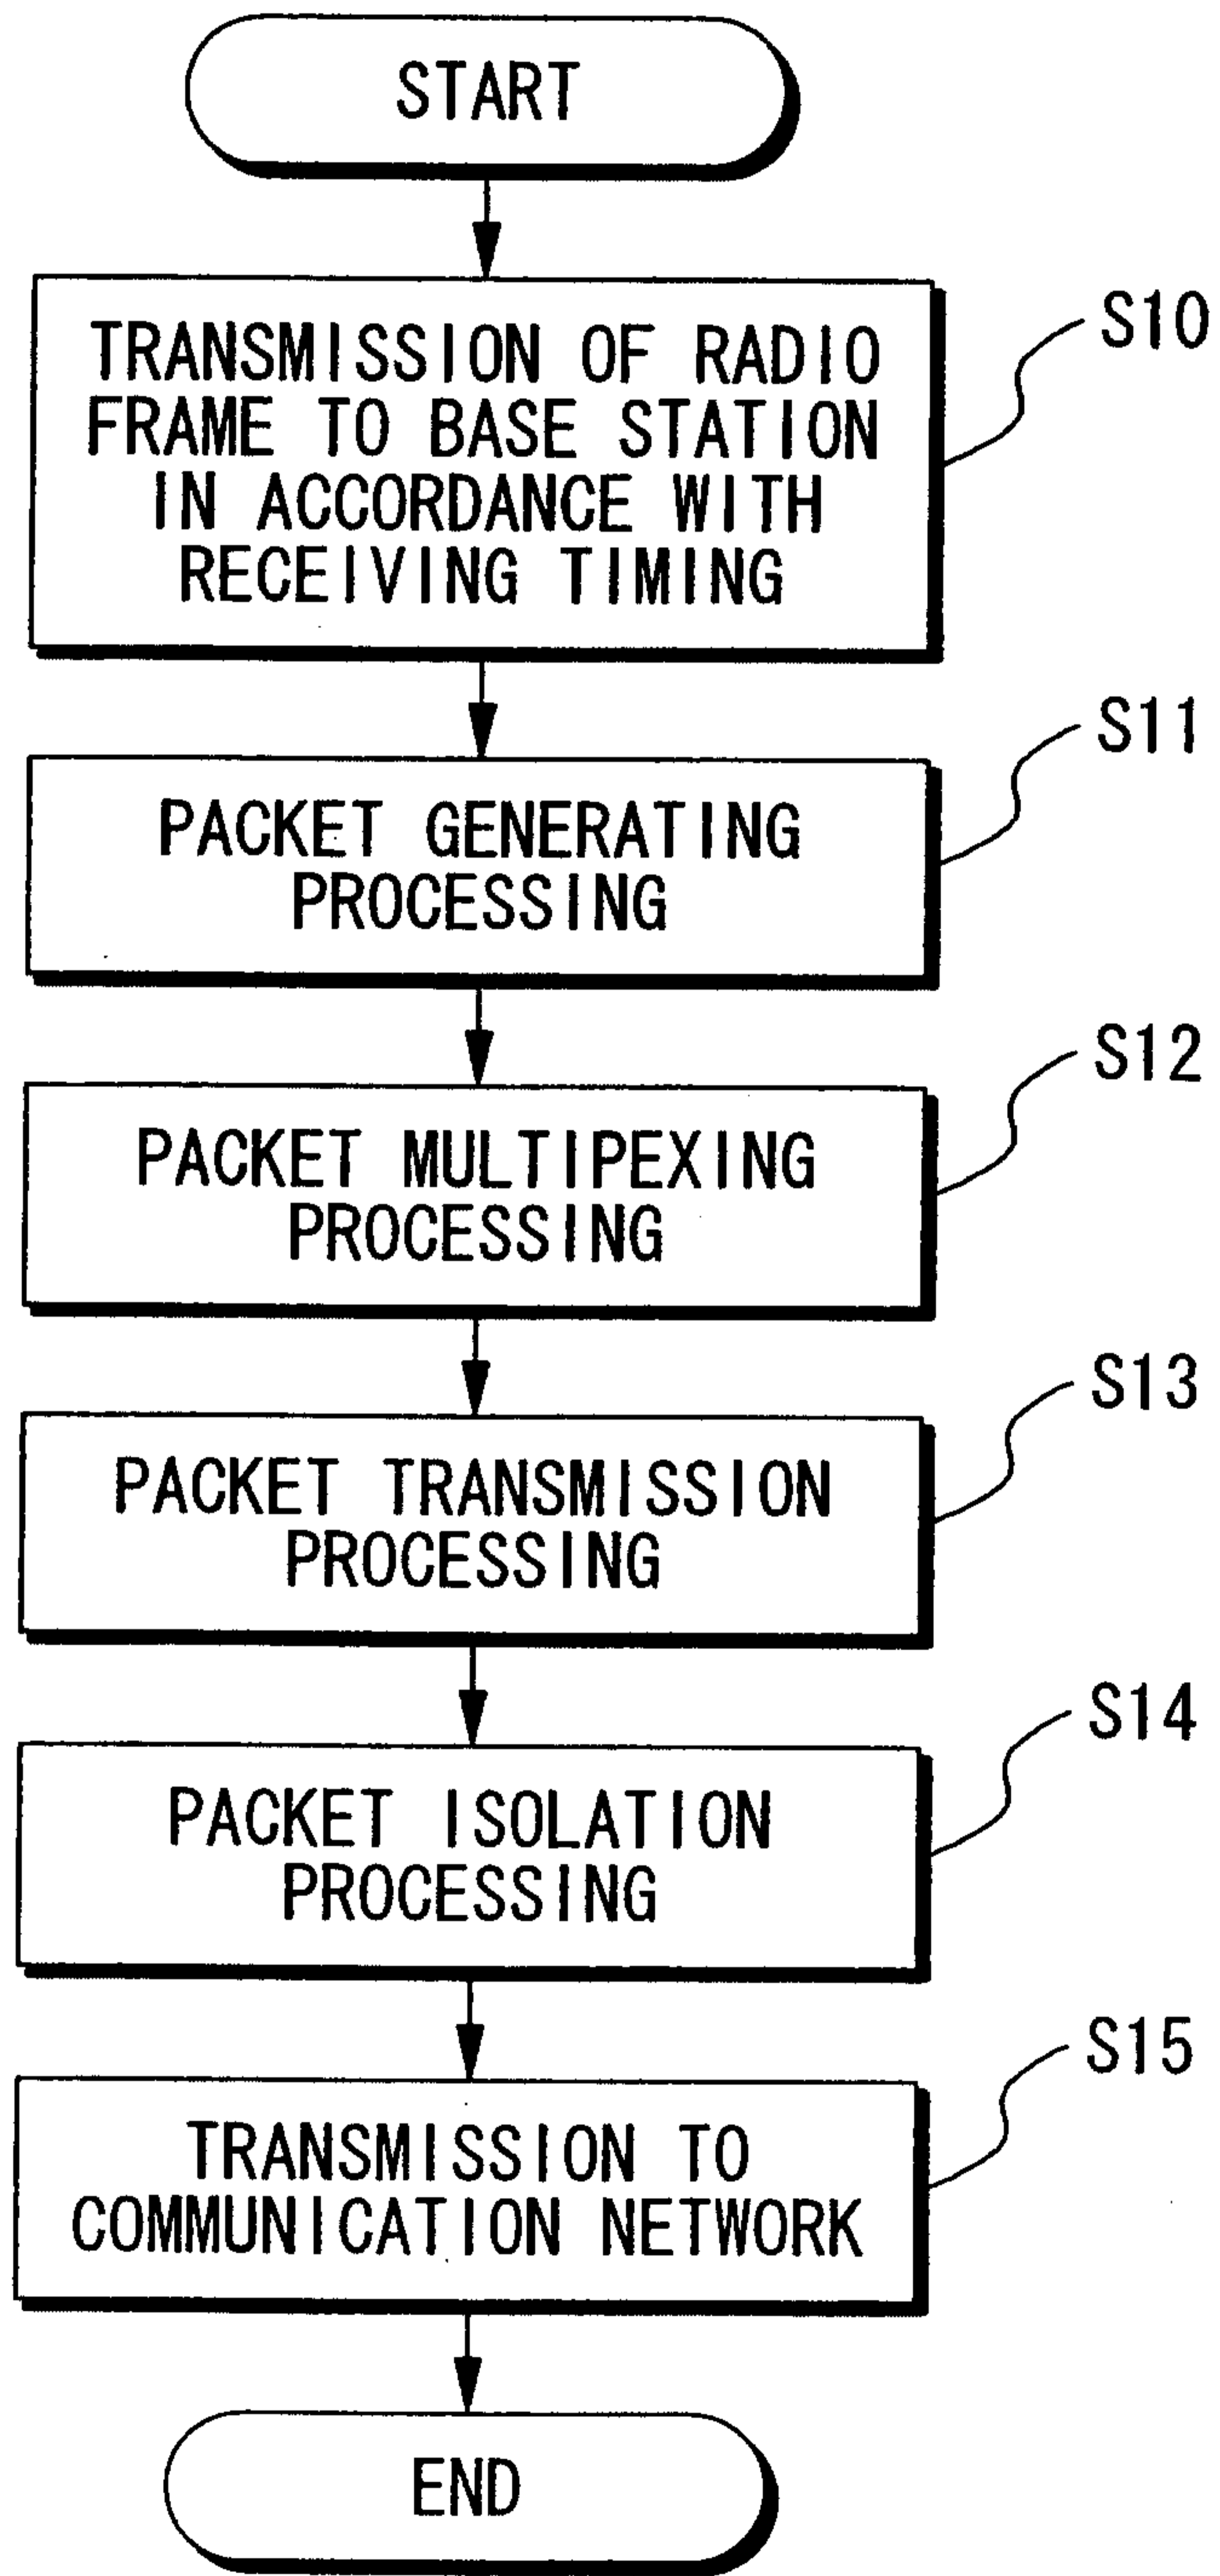 START
TRANSMISSION OF RADIO
FRAME TO BASE STATION
IN ACCORDANCE WITH
RECEIVING TIMING
S10
PACKET GENERATING
PROCESSING
S11
PACKET MULTIPEXING
PROCESSING
S12
PACKET TRANSMISSION
PROCESSING
S13
PACKET ISOLATION
PROCESSING
S14
TRANSMISSION TO
COMMUNICATION NETWORK
S15
END